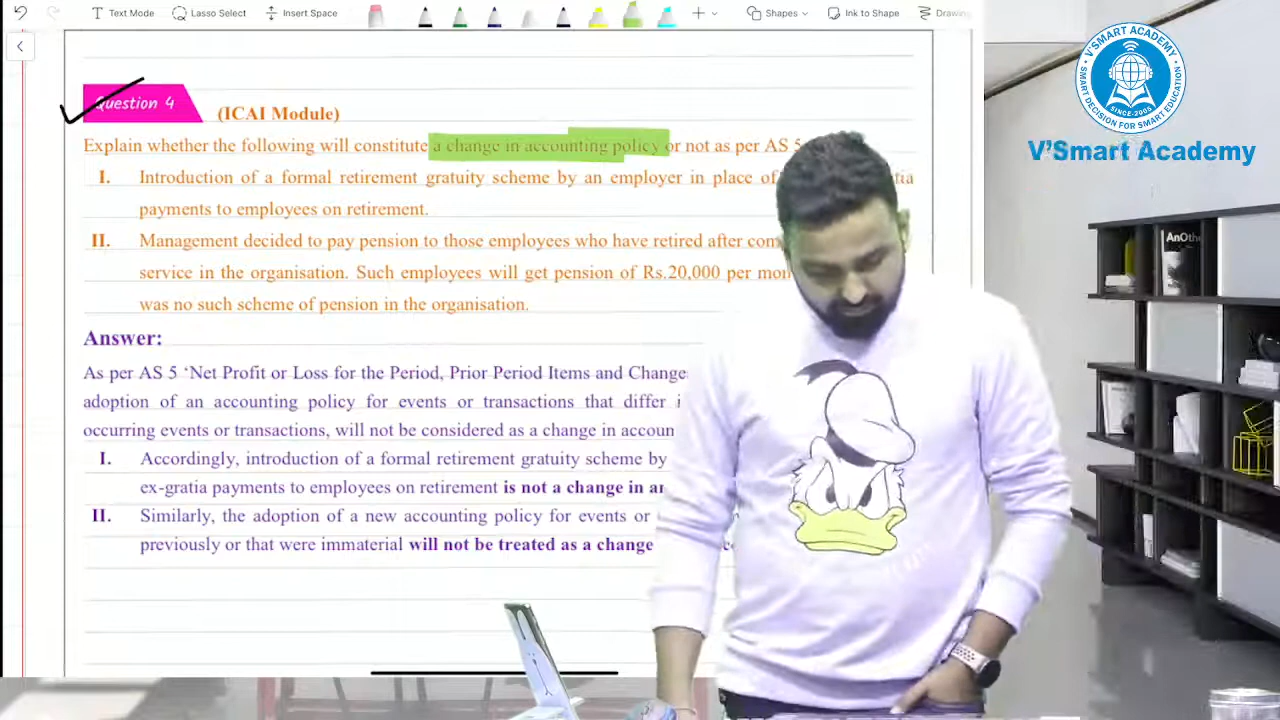 Text Mode Lasso Select Insert Space Shapes Ink to Shape Drawing
Question 4 (ICAI Module)
Explain whether the following will constitute a change in accounting policy or not as per AS 5
I. Introduction of a formal retirement gratuity scheme by an employer in place of
payments to employees on retirement.
II. Management decided to pay pension to those employees who have retired after
service in the organisation. Such employees will get pension of Rs.20,000 per
was no such scheme of pension in the organisation.
Answer:
As per AS 5 ‘Net Profit or Loss for the Period, Prior Period Items and
adoption of an accounting policy for events or transactions that differ
occurring events or transactions, will not be considered as a change in
I. Accordingly, introduction of a formal retirement gratuity scheme by
ex-gratia payments to employees on retirement is not a change in
II. Similarly, the adoption of a new accounting policy for events or
previously or that were immaterial will not be treated as a change
V'SMART ACADEMY
SMART DECISION FOR SMART EDUCATION
SINCE-2005
V'Smart Academy